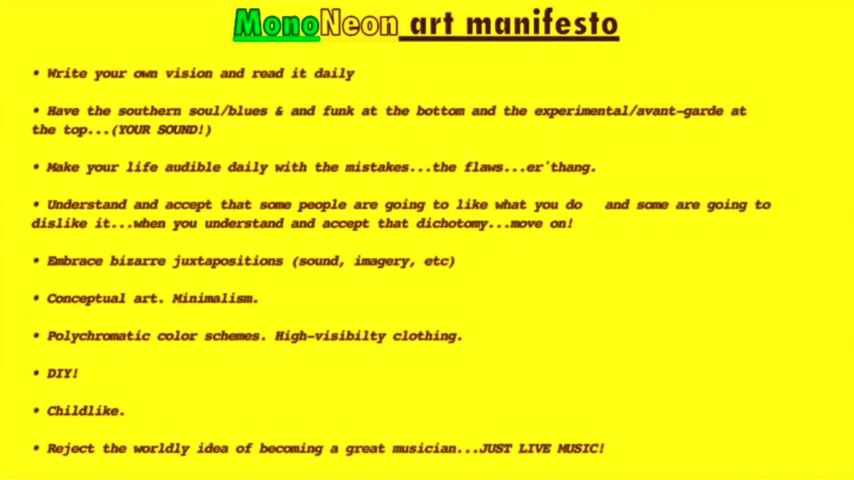 MonoNeon art manifesto
• Write your own vision and read it daily
• Have the southern soul/blues & and funk at the bottom and the experimental/avant-garde at
the top...(YOUR SOUND!)
• Make your life audible daily with the mistakes...the flaws...er'thang.
• Understand and accept that some people are going to like what you do   and some are going to
dislike it...when you understand and accept that dichotomy...move on!
• Embrace bizarre juxtapositions (sound, imagery, etc)
• Conceptual art. Minimalism.
• Polychromatic color schemes. High-visibilty clothing.
• DIY!
• Childlike.
• Reject the worldly idea of becoming a great musician...JUST LIVE MUSIC!